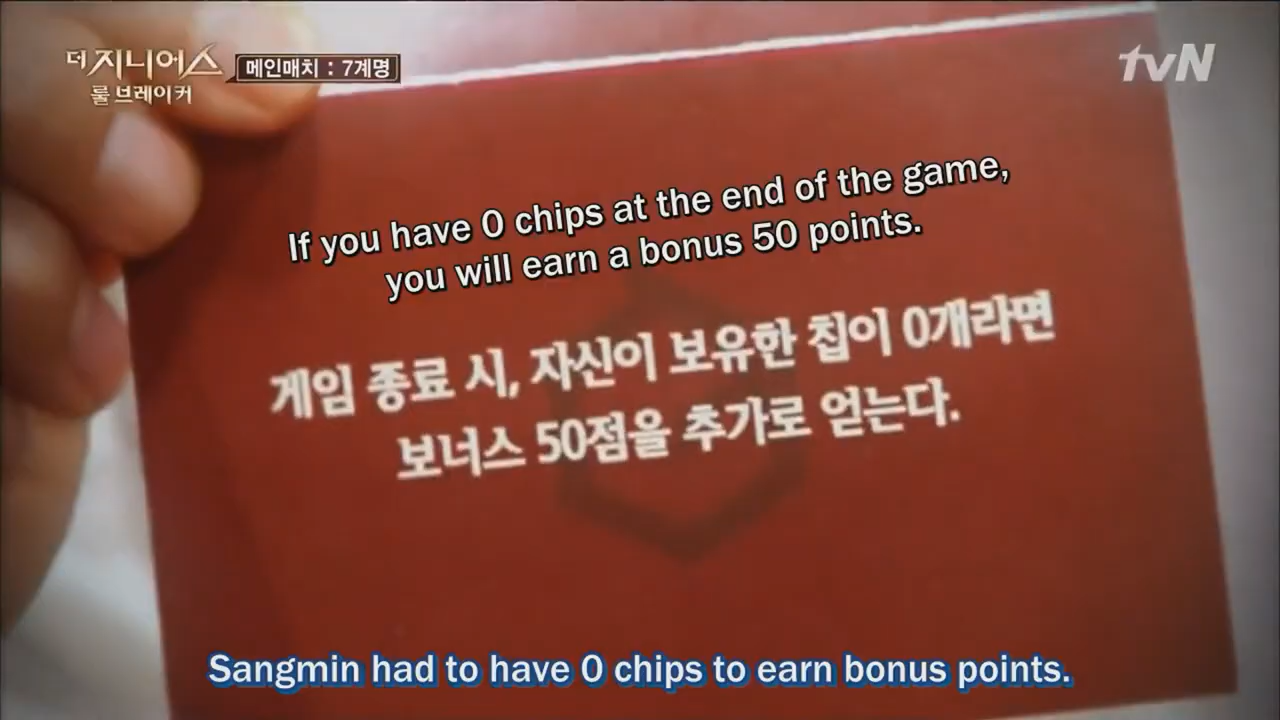 더 지니어스
룰 브레이커
메인매치 : 7계명
tvN
If you have 0 chips at the end of the game,
you will earn a bonus 50 points.
게임 종료 시, 자신이 보유한 칩이 0개라면
보너스 50점을 추가로 얻는다.
Sangmin had to have 0 chips to earn bonus points.